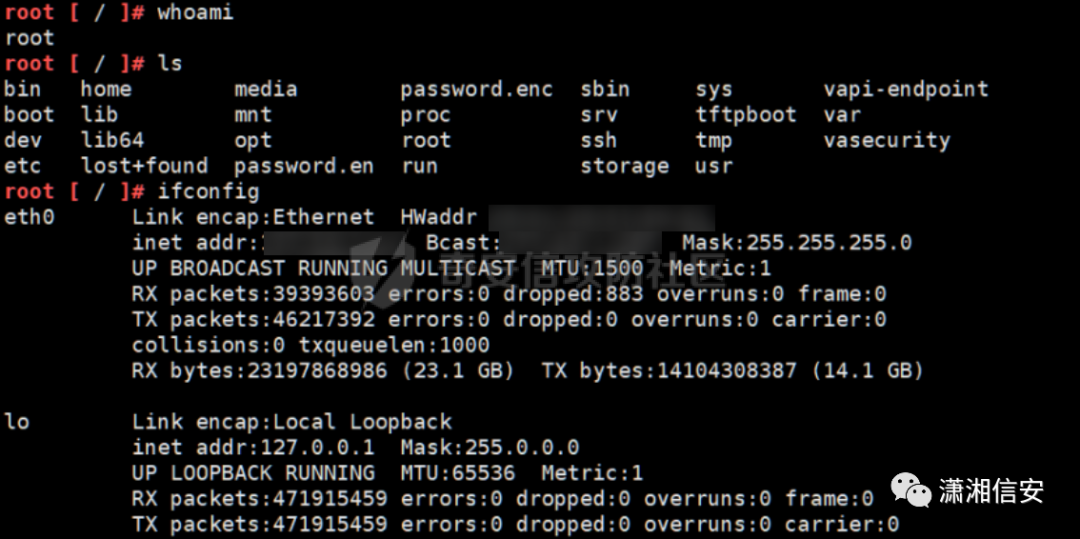 root [ / ]# whoami
root
root [ / ]# ls
bin home media password.enc sbin sys vapi-endpoint
boot lib mnt proc srv tftpboot var
dev lib64 opt root ssh tmp vasecurity
etc lost+found password.en run storage usr
root [ / ]# ifconfig
eth0 Link encap:Ethernet HWaddr
inet addr: Bcast: Mask:255.255.255.0
UP BROADCAST RUNNING MULTICAST MTU:1500 Metric:1
奇安信攻防社区
RX packets:39393603 errors:0 dropped:883 overruns:0 frame:0
TX packets:46217392 errors:0 dropped:0 overruns:0 carrier:0
collisions:0 txqueuelen:1000
RX bytes:23197868986 (23.1 GB) TX bytes:14104308387 (14.1 GB)
lo Link encap:Local Loopback
inet addr:127.0.0.1 Mask:255.0.0.0
UP LOOPBACK RUNNING MTU:65536 Metric:1
RX packets:471915459 errors:0 dropped:0 overruns:0 frame:0
TX packets:471915459 errors:0 dropped:0 overruns:0 carrier:0
潇湘信安